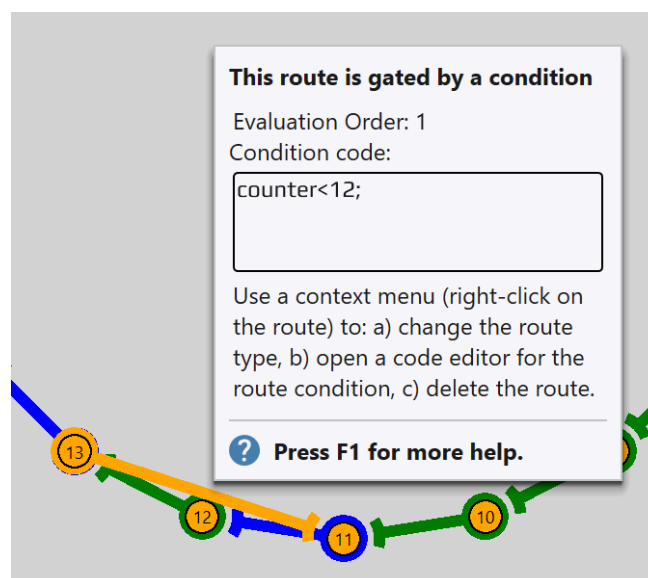 This route is gated by a condition
Evaluation Order: 1
Condition code:
counter<12;
Use a context menu (right-click on
the route) to: a) change the route
type, b) open a code editor for the
route condition, c) delete the route.
? Press F1 for more help.
13
12
11
10